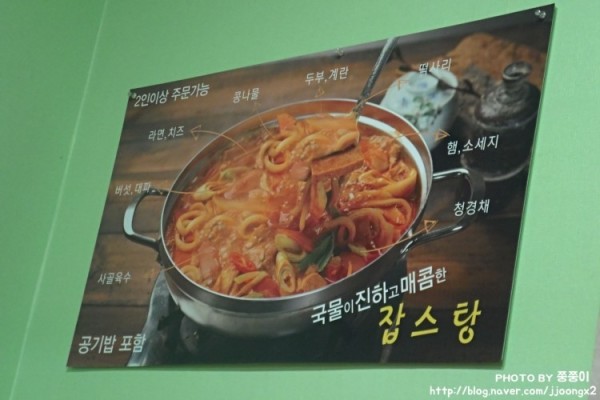 *2인이상 주문가능
콩나물
두부,계란
떡사리
라면,치즈
햄,소세지
버섯,대파
청경채
사골육수
국물이진하고매콤한
잡스탕
공기밥 포함
PHOTO BY 쭝쭝이
http://blog.naver.com/jjoongx2